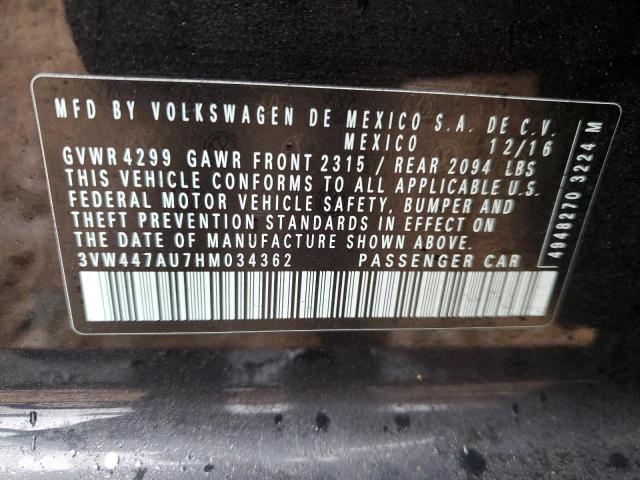 MFD BY VOLKSWAGEN DE MEXICO S.A. DE C.V.
MEXICO 12/16
GVWR 4299 GAWR FRONT 2315 / REAR 2094 LBS
THIS VEHICLE CONFORMS TO ALL APPLICABLE U.S.
FEDERAL MOTOR VEHICLE SAFETY, BUMPER AND
THEFT PREVENTION STANDARDS IN EFFECT ON
THE DATE OF MANUFACTURE SHOWN ABOVE.
3VW447AU7HM034362 PASSENGER CAR
4948270 3224 M